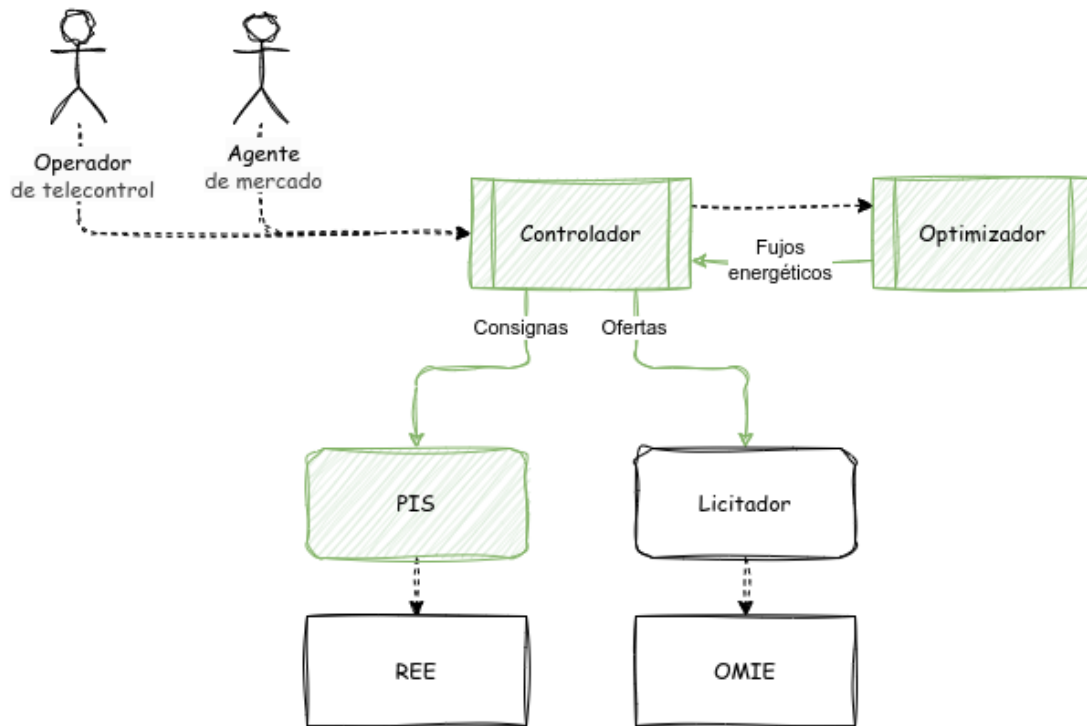 Operador
de telecontrol
Agente
de mercado
Controlador
Optimizador
Fujos
energéticos
Consignas
Ofertas
PIS
Licitador
REE
OMIE